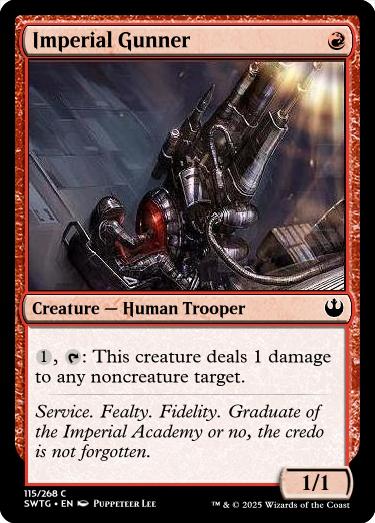 Imperial Gunner
Creature — Human Trooper
1, : This creature deals 1 damage
to any noncreature target.
Service. Fealty. Fidelity. Graduate of
the Imperial Academy or no, the credo
is not forgotten.
1/1
115/268 C
SWTG • EN Puppeteer Lee
™ & © 2025 Wizards of the Coast